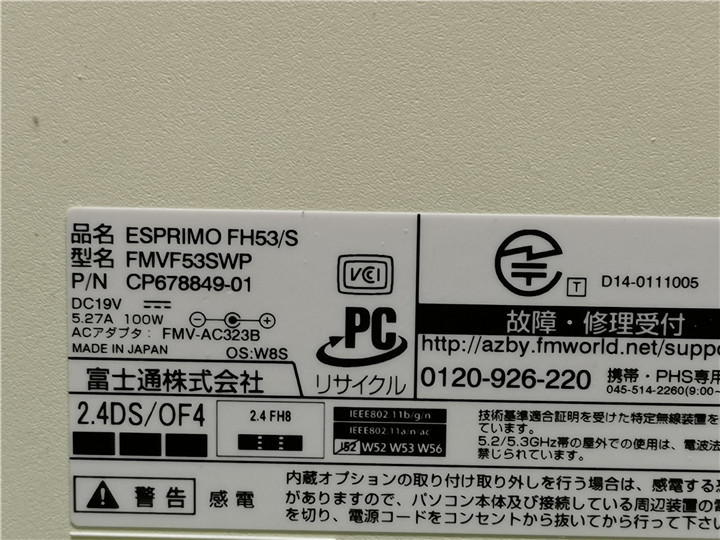 品名 ESPRIMO FH53/S
型名 FMVF53SWP
P/N CP678849-01
DC19V
5.27A 100W
ACアダプタ: FMV-AC323B
MADE IN JAPAN
OS:W8S
富士通株式会社
VCCI
PC
リサイクル
T D14-0111005
故障・修理受付
http://azby.fmworld.net/suppo
0120-926-220
携帯・PHS専用
045-514-2260(9:00~
2.4DS/OF4
2.4 FH8
IEEE802.11b/g/n
IEEE802.11a/n/ac
J52 W52 W53 W56
技術基準適合証明を受けた特定無線装置を
ています。
5.2/5.3GHz帯の屋外での使用は、電波法
禁じられています。
警告 感電
内蔵オプションの取り付け取り外しを行う場合は、感電する
がありますので、パソコン本体及び接続している周辺装置の電
を切り、電源コードをコンセントから抜いてから行って下さい